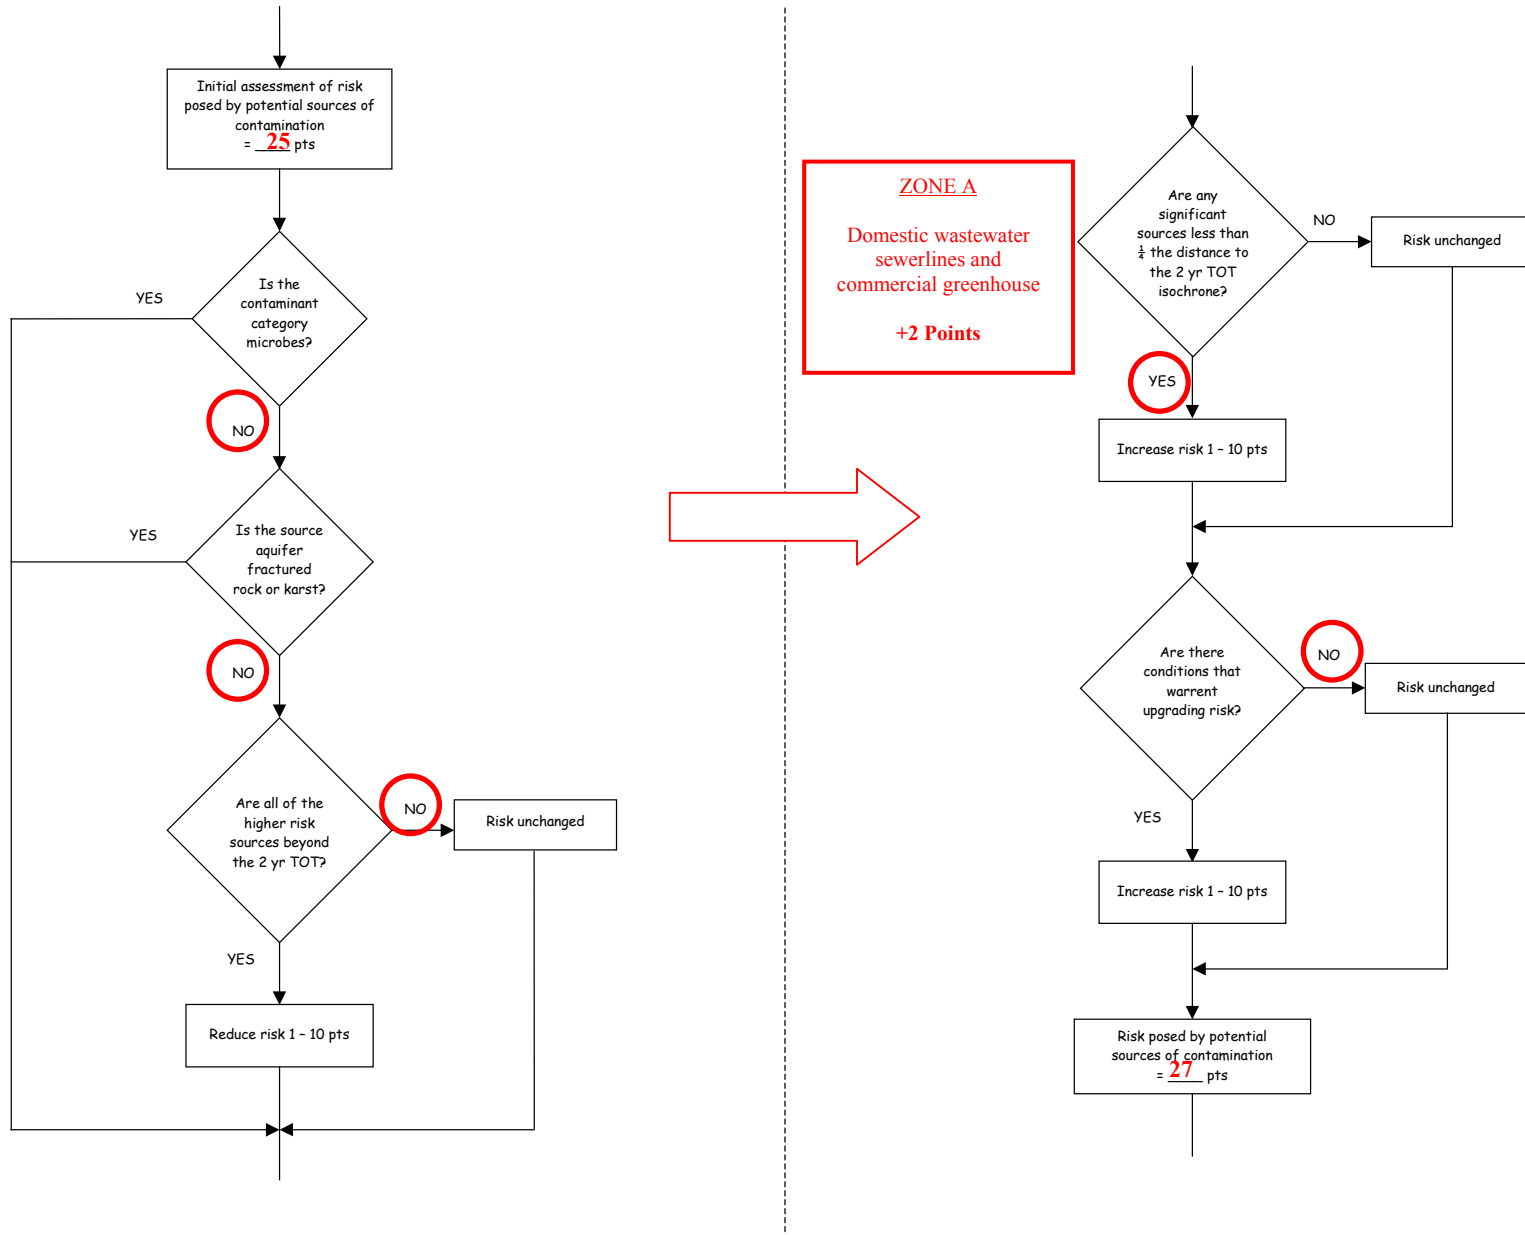 Initial assessment of risk
posed by potential sources of
contamination
= 25 pts
Is the
contaminant
category
microbes?
YES
NO
Is the source
aquifer
fractured
rock or karst?
YES
NO
Are all of the
higher risk
sources beyond
the 2 yr TOT?
NO
Risk unchanged
YES
Reduce risk 1 – 10 pts
ZONE A
Domestic wastewater
sewerlines and
commercial greenhouse
+2 Points
Are any
significant
sources less than
¼ the distance to
the 2 yr TOT
isochrone?
NO
Risk unchanged
YES
Increase risk 1 – 10 pts
Are there
conditions that
warrent
upgrading risk?
NO
Risk unchanged
YES
Increase risk 1 – 10 pts
Risk posed by potential
sources of contamination
= 27 pts